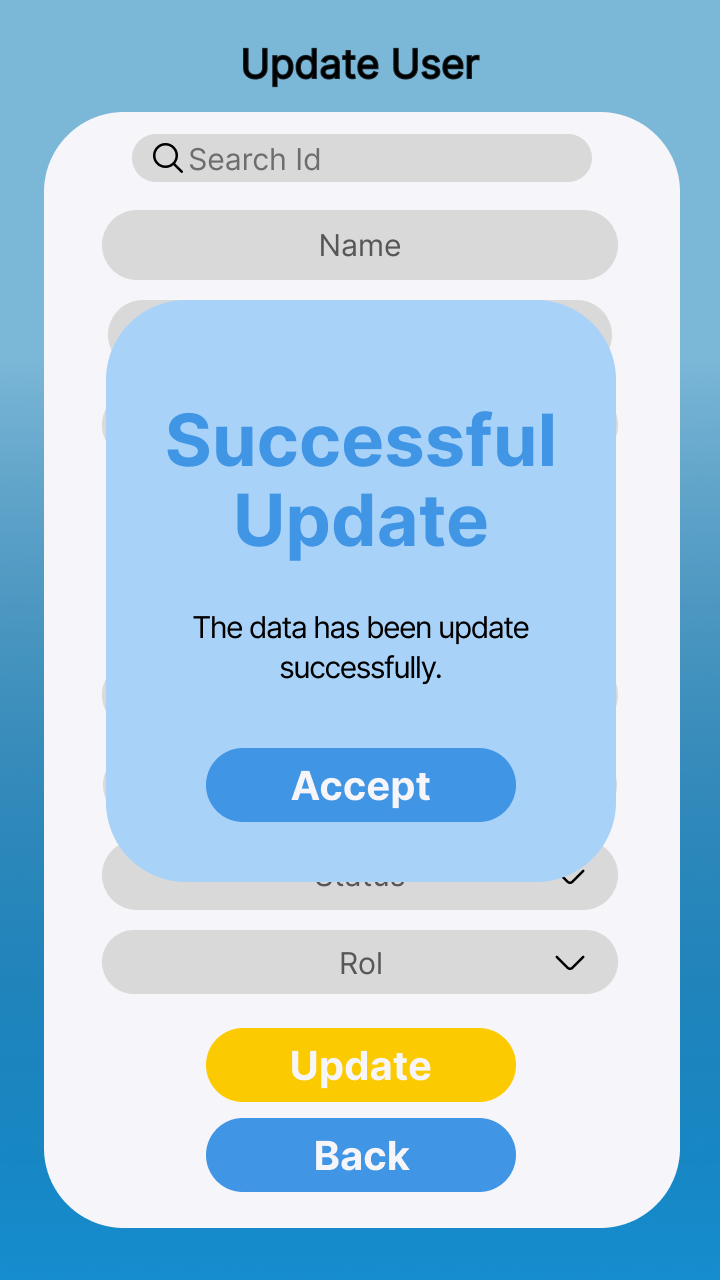 Update User
Search Id
Name
Successful
Update
The data has been update
successfully.
Accept
Status
Rol
Update
Back